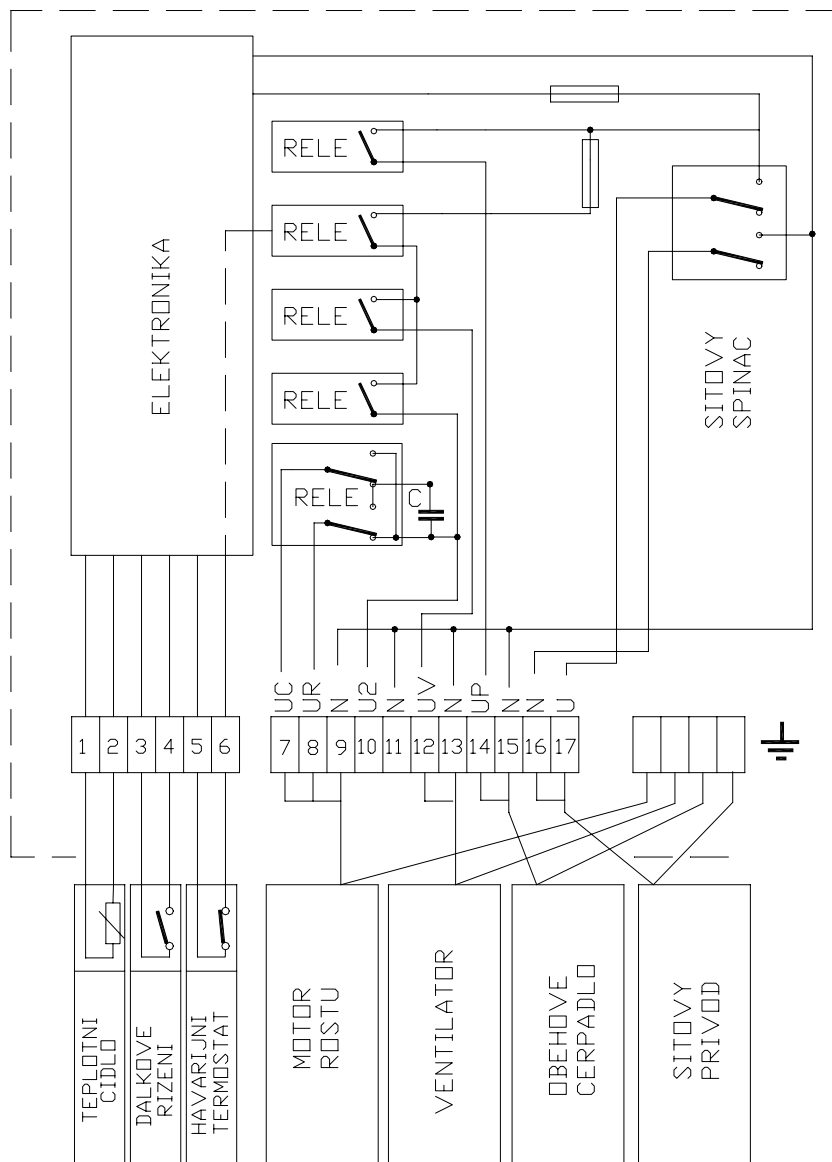 ELEKTRONIKA
RELE
RELE
RELE
RELE
RELE
C
SITOVY
SPINAC
UC
UR
N
U2
N
UV
N
UP
N
N
U
1 2 3 4 5 6
7 8 9 10 11 12 13 14 15 16 17
TEPLOTNI
CIDLO
DALKOVE
RIZENI
HAVARIJNI
TERMOSTAT
MOTOR
ROSTU
VENTILATOR
OBEHOVE
CERPADLO
SITOVY
PRIVOD